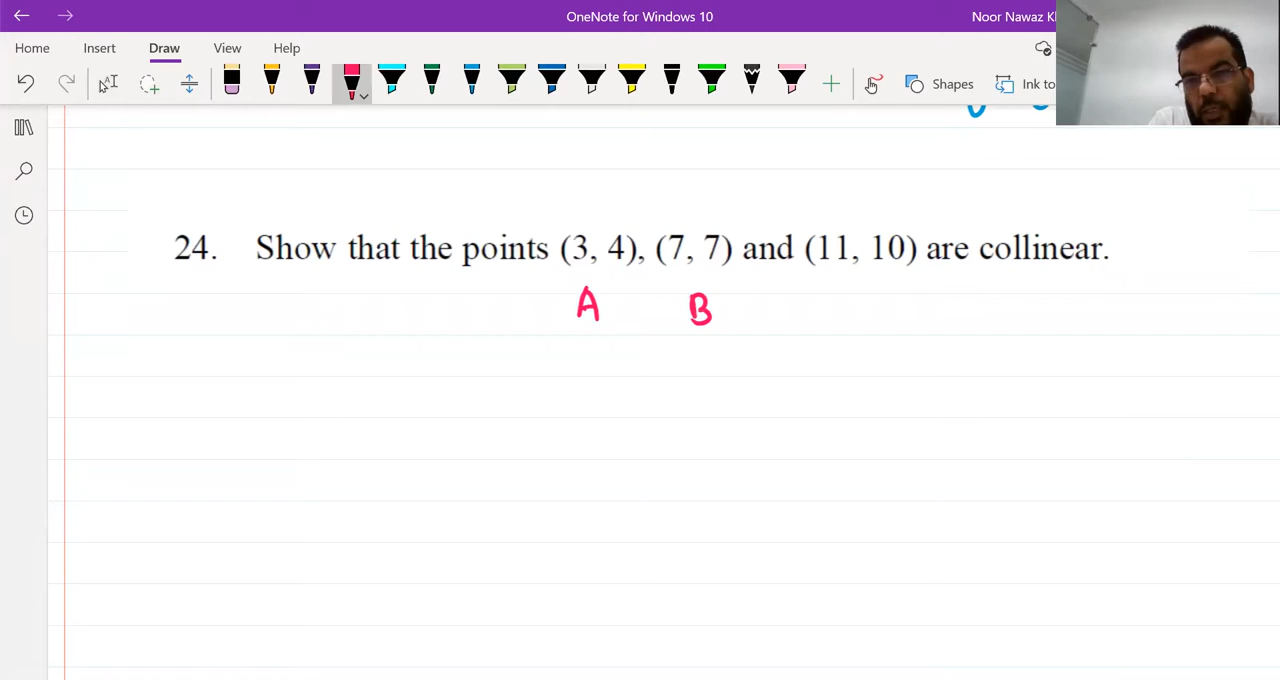 OneNote for Windows 10
Noor Nawaz Kh
Home Insert Draw View Help
Shapes
Ink to
24. Show that the points (3, 4), (7, 7) and (11, 10) are collinear.
A B